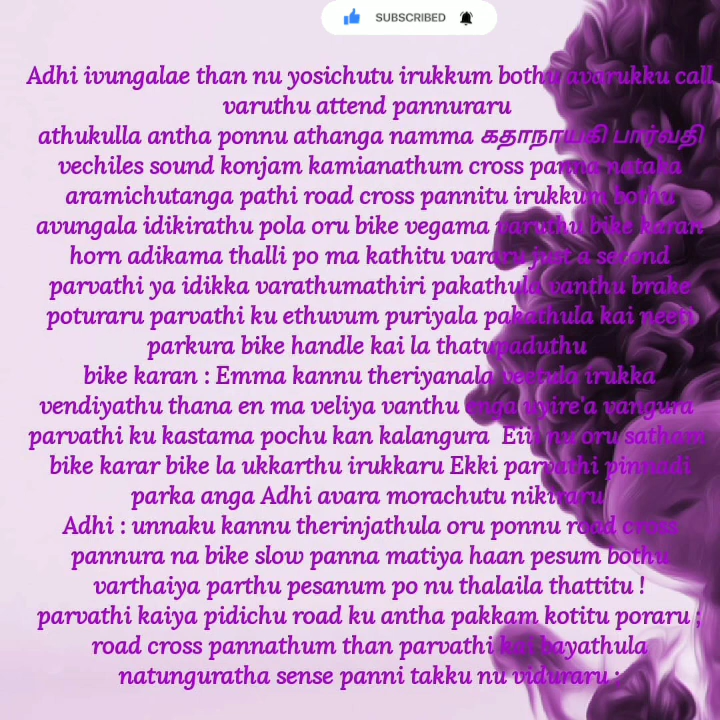 SUBSCRIBED
Adhi ivungalae than nu yosichutu irukkum bothu avarukku call
varuthu attend pannuraru
athukulla antha ponnu athanga namma கதாநாயகி பார்வதி
vechiles sound konjam kamianathum cross panna nataka
aramichutanga pathi road cross pannitu irukkum bothu
avungala idikirathu pola oru bike vegama varuthu bike karan
horn adikama thalli po ma kathitu vararu just a second
parvathi ya idikka varathumathiri pakathula vanthu brake
poturaru parvathi ku ethuvum puriyala pakathula kai neeti
parkura bike handle kai la thatupaduthu
bike karan : Emma kannu theriyanala veetula irukka
vendiyathu thana en ma veliya vanthu enga uyire'a vangura
parvathi ku kastama pochu kan kalangura Eii nu oru satham
bike karar bike la ukkarthu irukkaru Ekki parvathi pinnadi
parka anga Adhi avara morachutu nikiraru
Adhi : unnaku kannu therinjathula oru ponnu road cross
pannura na bike slow panna matiya haan pesum bothu
varthaiya parthu pesanum po nu thalaila thattitu !
parvathi kaiya pidichu road ku antha pakkam kotitu poraru ;
road cross pannathum than parvathi kai bayathula
natunguratha sense panni takku nu viduraru ;